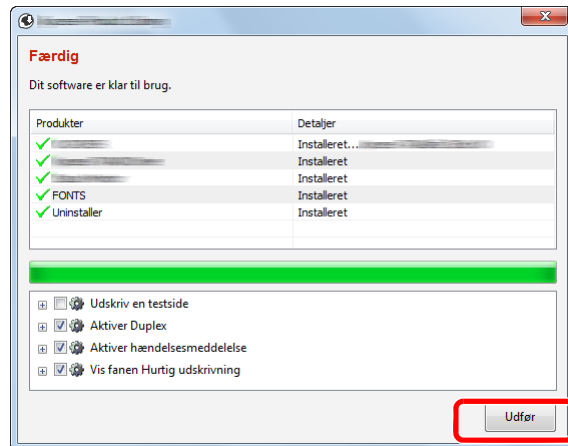 Færdig
Dit software er klar til brug.
Produkter Detaljer
Installeret...
Installeret
Installeret
FONTS Installeret
Uninstaller Installeret
Udskriv en testside
Aktiver Duplex
Aktiver hændelsesmeddelelse
Vis fanen Hurtig udskrivning
Udfør